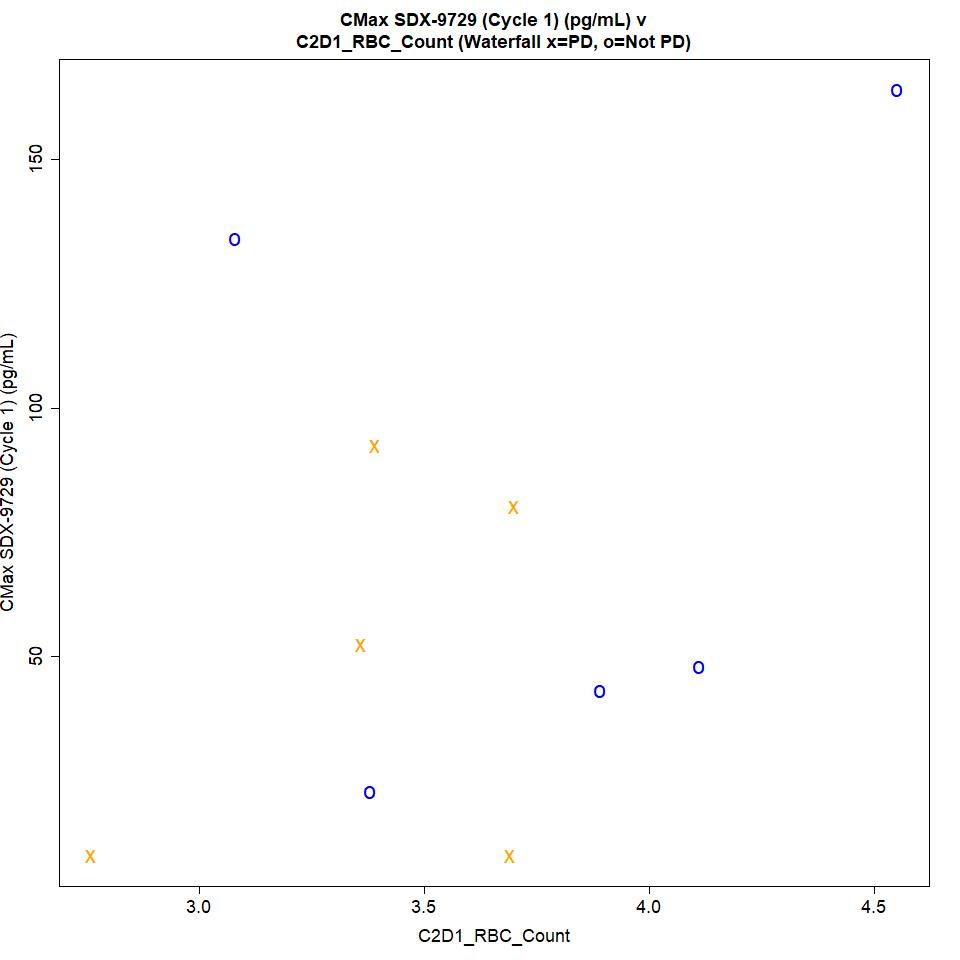 CMax SDX-9729 (Cycle 1) (pg/mL) v
C2D1_RBC_Count (Waterfall x=PD, o=Not PD)
CMax SDX-9729 (Cycle 1) (pg/mL)
150
100
50
o
o
x
x
x
o
o
o
x
x
3.0
3.5
4.0
4.5
C2D1_RBC_Count